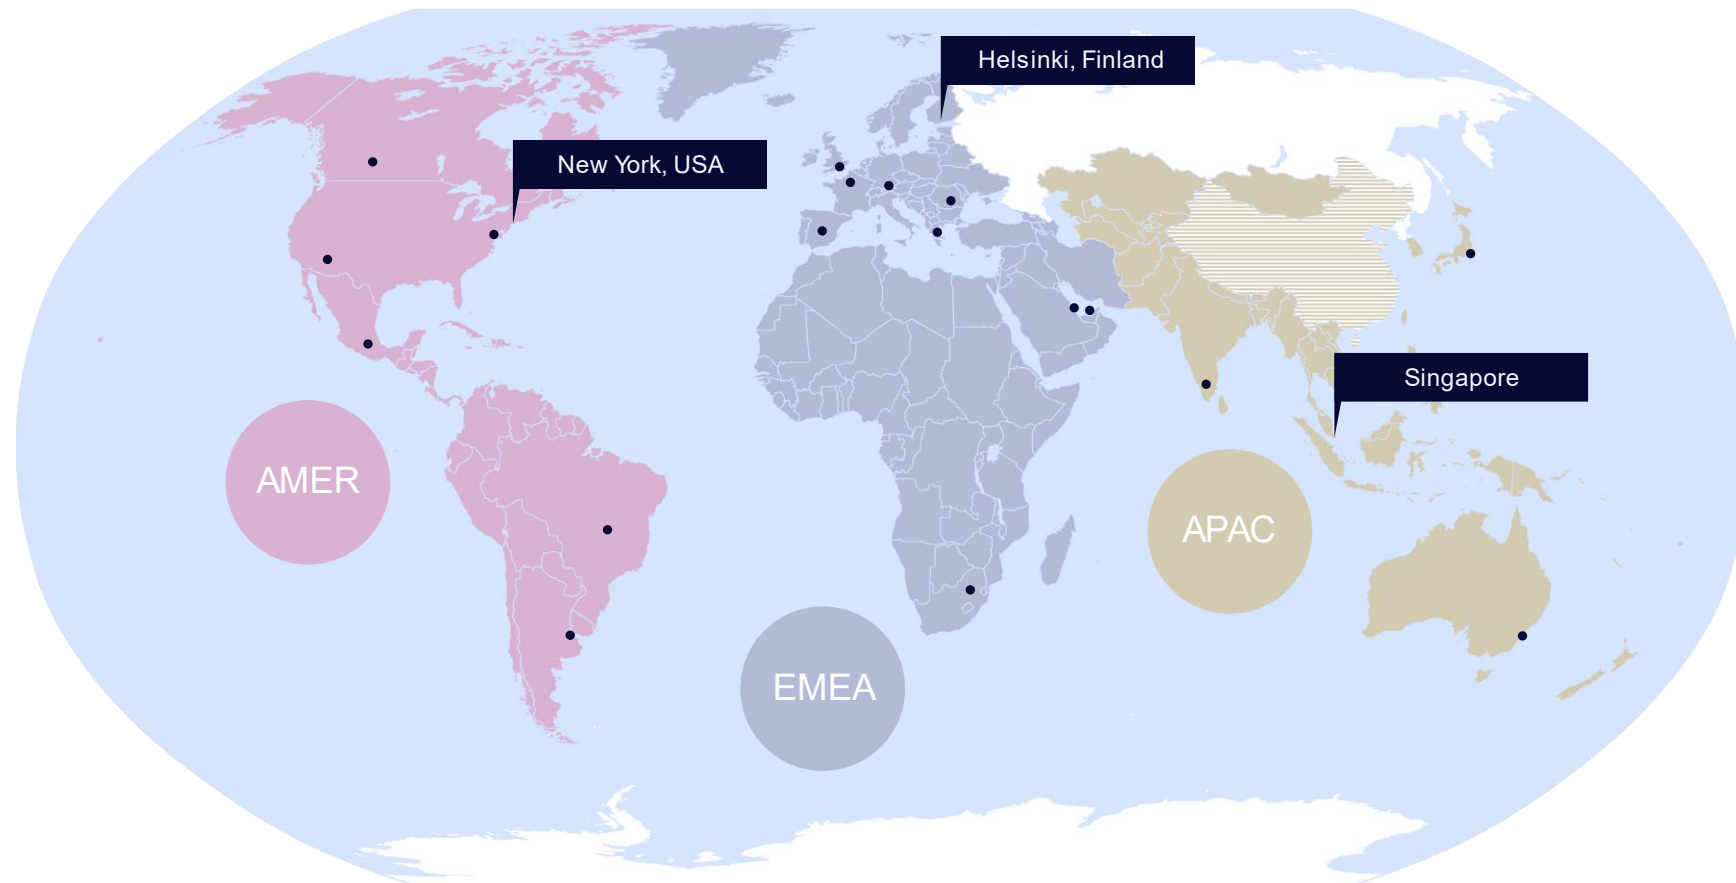 Helsinki, Finland
New York, USA
Singapore
AMER
APAC
EMEA